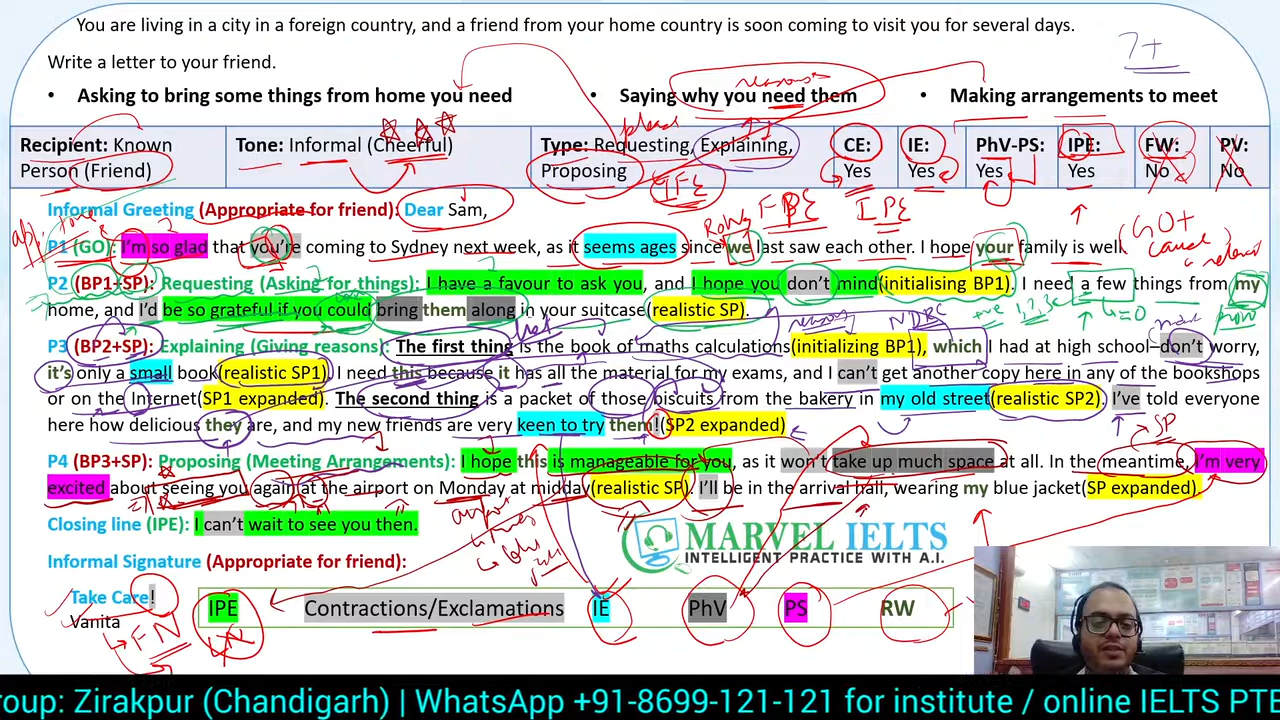 You are living in a city in a foreign country, and a friend from your home country is soon coming to visit you for several days.
7+
Write a letter to your friend.
• Asking to bring some things from home you need • Saying why you need them • Making arrangements to meet
reasons
Recipient: Known Person (Friend)
Tone: Informal (Cheerful)
Type: Requesting, Explaining, Proposing
CE: Yes
IE: Yes
PhV-PS: Yes
IPE: Yes
FW: No
PV: No
Informal Greeting (Appropriate for friend): Dear Sam,
P1 (GO): I'm so glad that you're coming to Sydney next week, as it seems ages since we last saw each other. I hope your family is well.
P2 (BP1+SP): Requesting (Asking for things): I have a favour to ask you, and I hope you don't mind(initialising BP1). I need a few things from my
home, and I'd be so grateful if you could bring them along in your suitcase(realistic SP).
P3 (BP2+SP): Explaining (Giving reasons): The first thing is the book of maths calculations(initializing BP1), which I had at high school–don't worry,
it's only a small book(realistic SP1). I need this because it has all the material for my exams, and I can't get another copy here in any of the bookshops
or on the Internet(SP1 expanded). The second thing is a packet of those biscuits from the bakery in my old street(realistic SP2). I've told everyone
here how delicious they are, and my new friends are very keen to try them!(SP2 expanded)
SP
P4 (BP3+SP): Proposing (Meeting Arrangements): I hope this is manageable for you, as it won't take up much space at all. In the meantime, I'm very
excited about seeing you again at the airport on Monday at midday(realistic SP). I'll be in the arrival hall, wearing my blue jacket(SP expanded).
Closing line (IPE): I can't wait to see you then.
MARVEL IELTS
INTELLIGENT PRACTICE WITH A.I.
Informal Signature (Appropriate for friend):
Take Care!
Vanita
FN
IPE Contractions/Exclamations IE PhV PS RW
roup: Zirakpur (Chandigarh) | WhatsApp +91-8699-121-121 for institute / online IELTS PTE